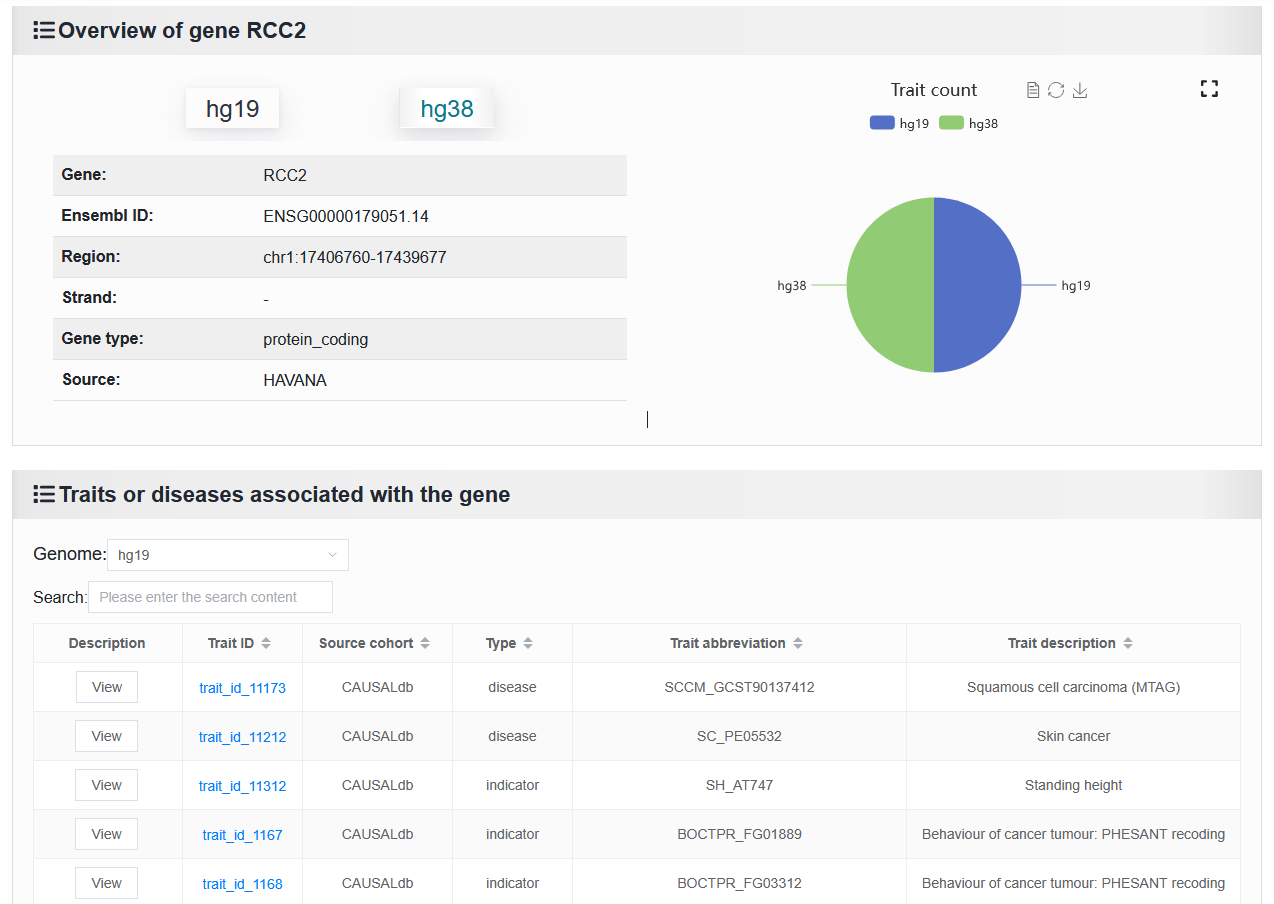 Overview of gene RCC2
hg19 hg38
Trait count
hg19 hg38
Gene: RCC2
Ensembl ID: ENSG00000179051.14
Region: chr1:17406760-17439677
Strand: -
Gene type: protein_coding
Source: HAVANA
hg38 hg19
Traits or diseases associated with the gene
Genome: hg19
Search: Please enter the search content
Description Trait ID Source cohort Type Trait abbreviation Trait description
View trait_id_11173 CAUSALdb disease SCCM_GCST90137412 Squamous cell carcinoma (MTAG)
View trait_id_11212 CAUSALdb disease SC_PE05532 Skin cancer
View trait_id_11312 CAUSALdb indicator SH_AT747 Standing height
View trait_id_1167 CAUSALdb indicator BOCTPR_FG01889 Behaviour of cancer tumour: PHESANT recoding
View trait_id_1168 CAUSALdb indicator BOCTPR_FG03312 Behaviour of cancer tumour: PHESANT recoding